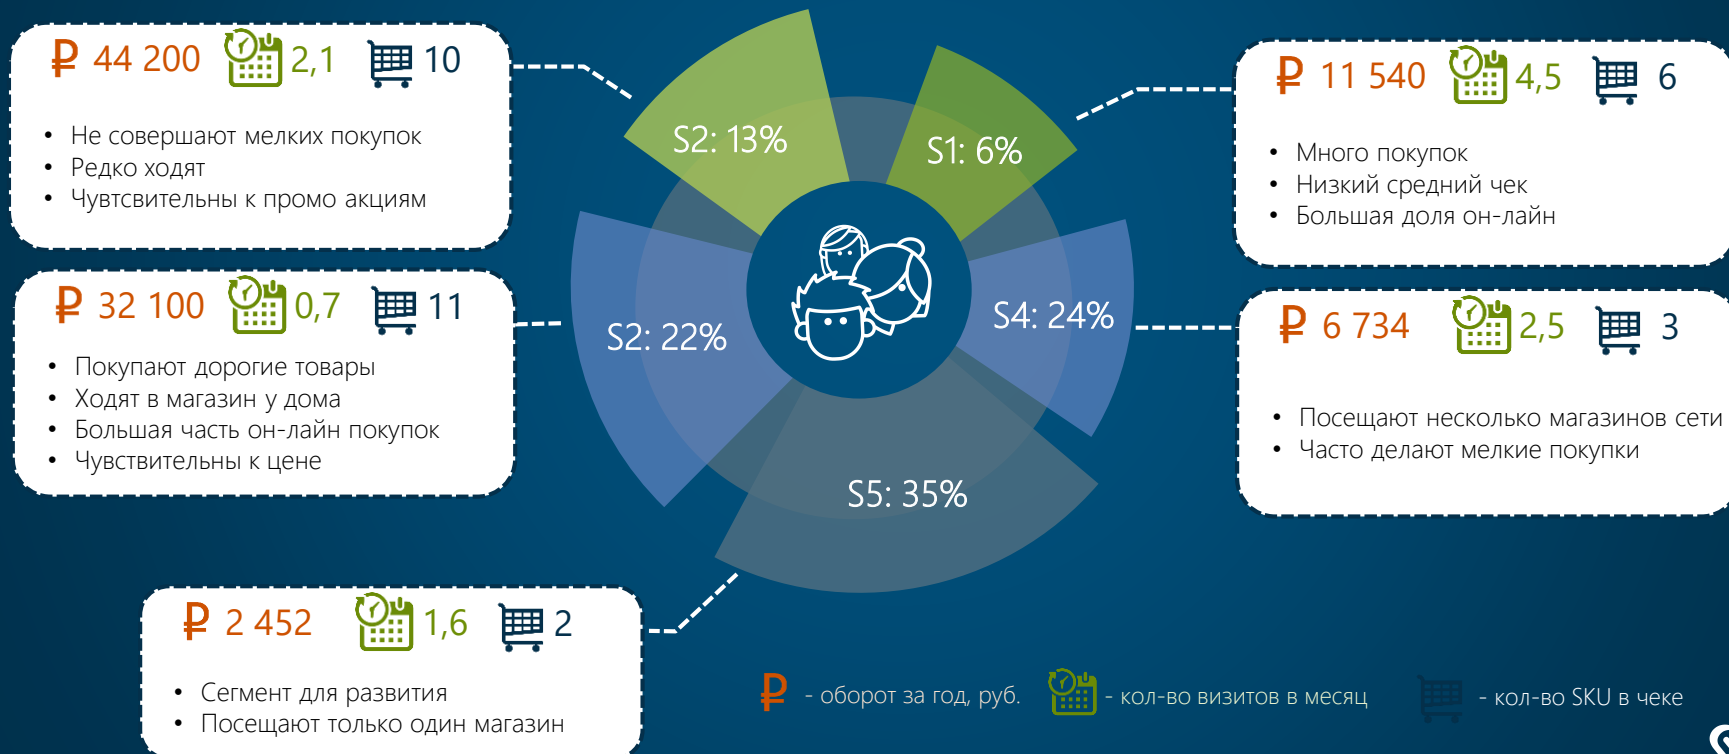 ₽ 44 200 2,1 10
• Не совершают мелких покупок
• Редко ходят
• Чувтсвительны к промо акциям
₽ 32 100 0,7 11
• Покупают дорогие товары
• Ходят в магазин у дома
• Большая часть он-лайн покупок
• Чувствительны к цене
₽ 2 452 1,6 2
• Сегмент для развития
• Посещают только один магазин
S2: 13%
S1: 6%
S2: 22%
S4: 24%
S5: 35%
₽ 11 540 4,5 6
• Много покупок
• Низкий средний чек
• Большая доля он-лайн
₽ 6 734 2,5 3
• Посещают несколько магазинов сети
• Часто делают мелкие покупки
₽ - оборот за год, руб. - кол-во визитов в месяц - кол-во SKU в чеке